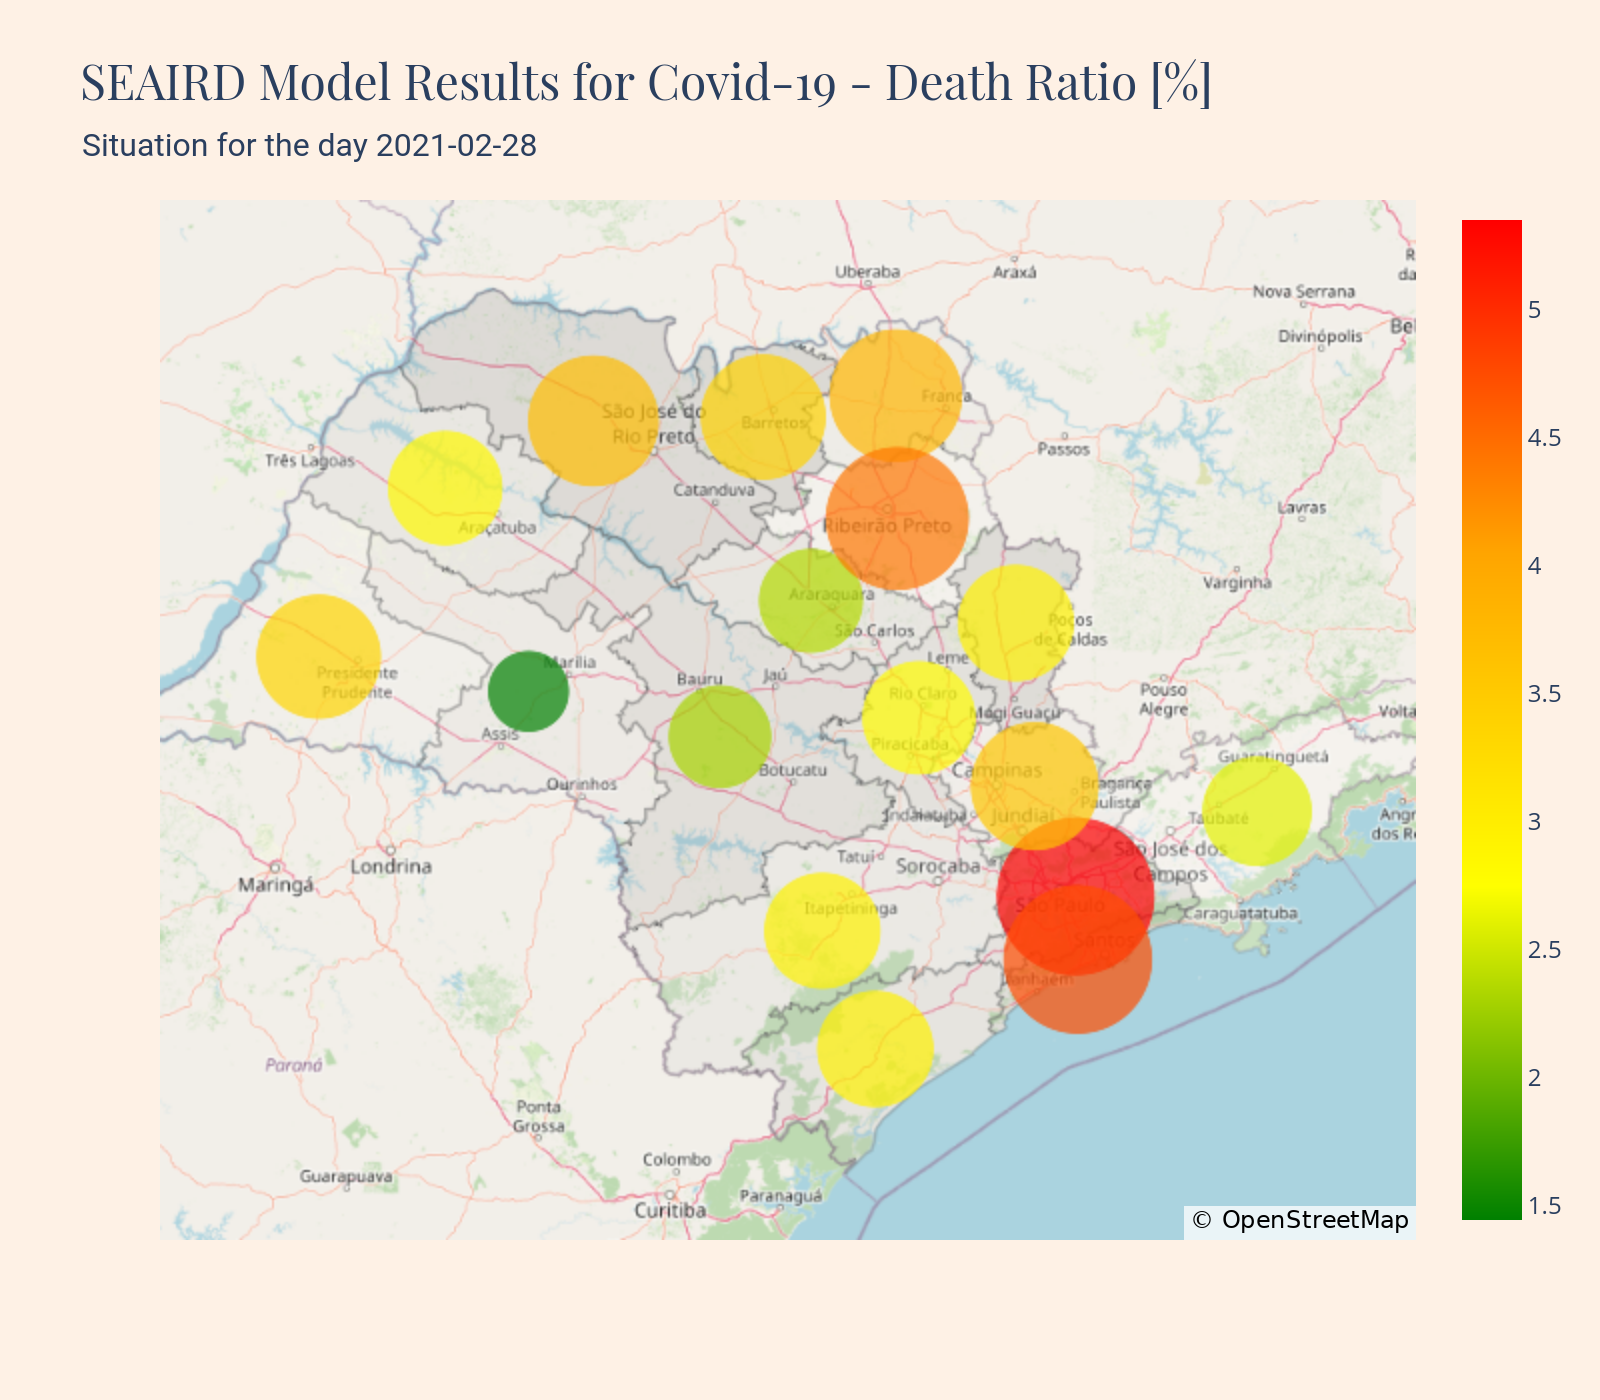 SEAIRD Model Results for Covid-19 - Death Ratio [%]
Situation for the day 2021-02-28
Uberaba
Araxá
Nova Serrana
Divinópolis
Bel
5
Franca
São José do
Rio Preto
Barretos
4.5
Passos
Três Lagoas
Catanduva
Lavras
Araçatuba
Ribeirão Preto
4
Varginha
Araraquara
São Carlos
Poços
de Caldas
Leme
Marília
Presidente
Prudente
Bauru
Jaú
Rio Claro
Pouso
Alegre
3.5
Mogi Guaçu
Volta
Assis
Piracicaba
Guaratinguetá
Botucatu
Campinas
Ourinhos
Bragança
Paulista
Indaiatuba
Jundiaí
Taubaté
Angr
dos Re
3
Tatuí
São José dos
Campos
Londrina
Sorocaba
Maringá
Itapetininga
São Paulo
Caraguatatuba
Santos
2.5
Itanhaém
Paraná
2
Ponta
Grossa
Colombo
Guarapuava
Paranaguá
Curitiba
1.5
© OpenStreetMap